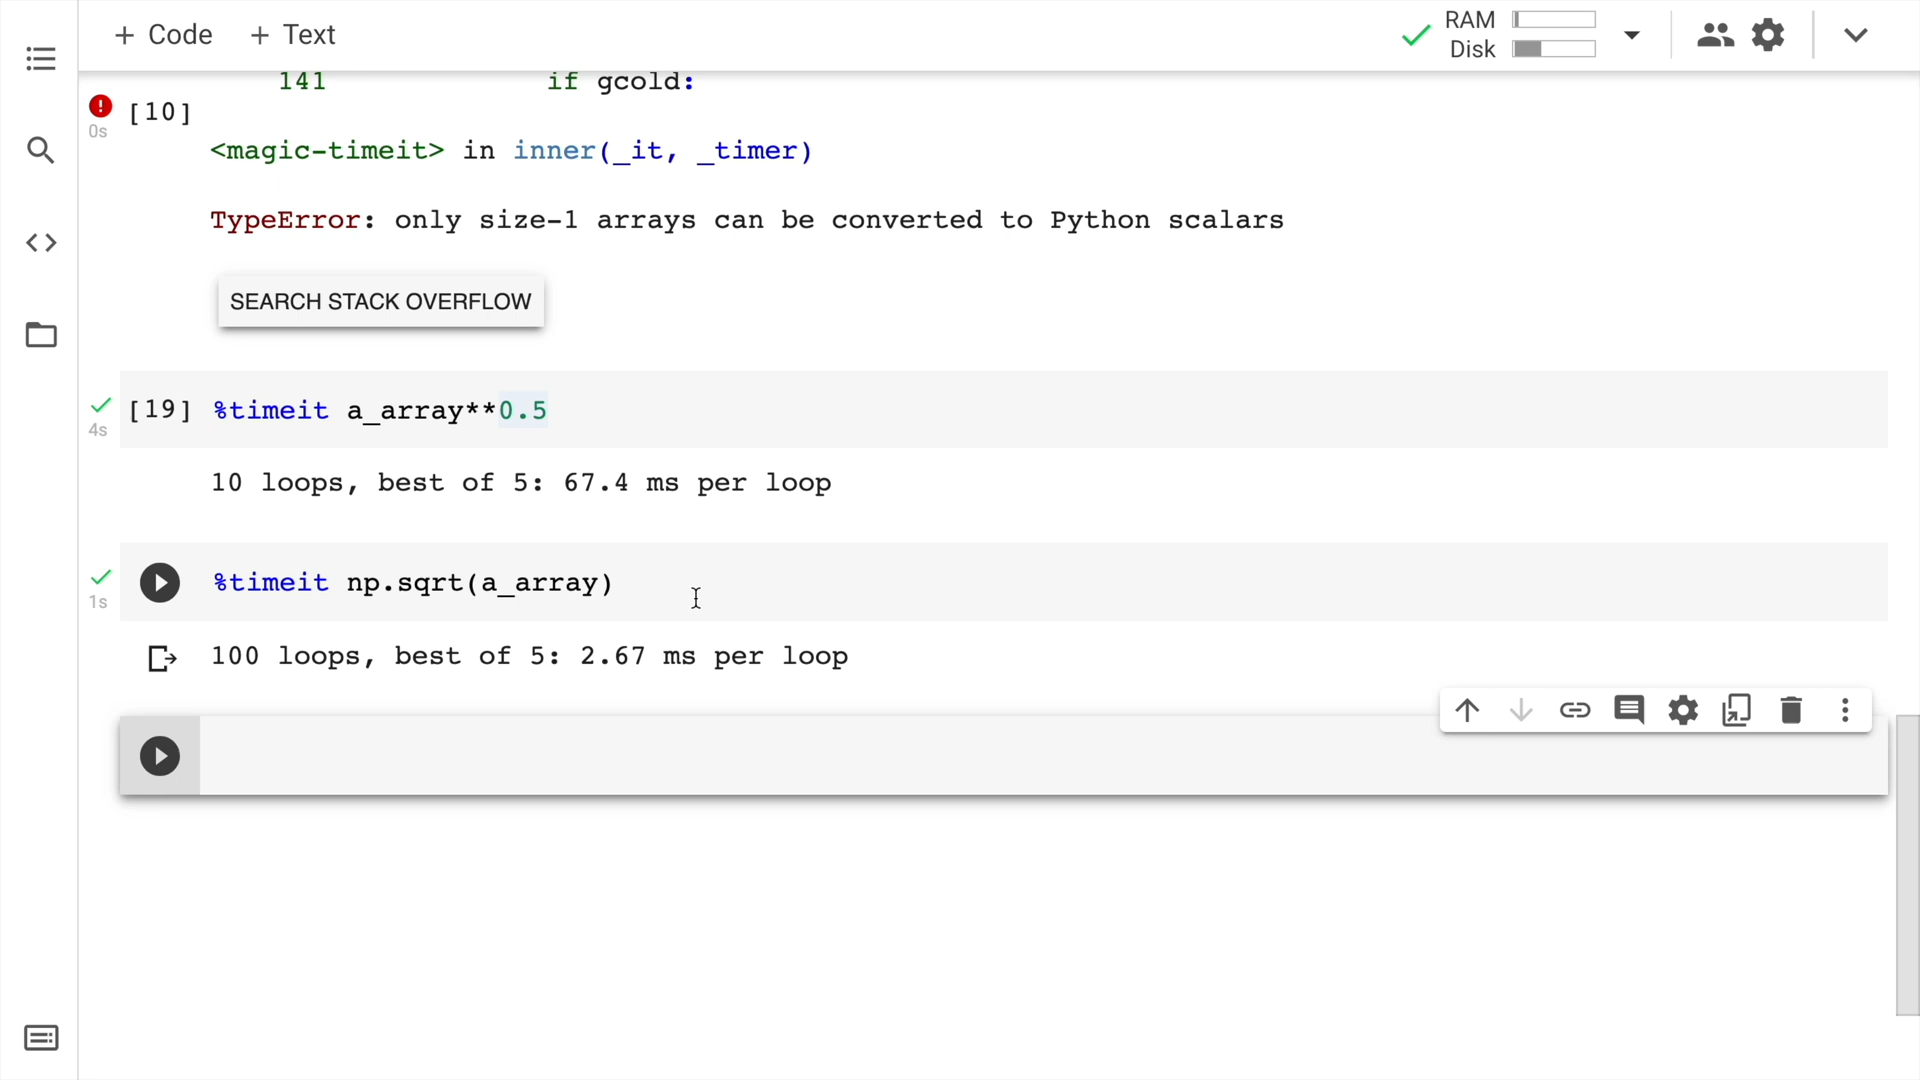 + Code + Text
RAM
Disk
141 if gcold:
[10]
0s
<magic-timeit> in inner(_it, _timer)
TypeError: only size-1 arrays can be converted to Python scalars
SEARCH STACK OVERFLOW
[19] %timeit a_array**0.5
4s
10 loops, best of 5: 67.4 ms per loop
%timeit np.sqrt(a_array)
1s
100 loops, best of 5: 2.67 ms per loop